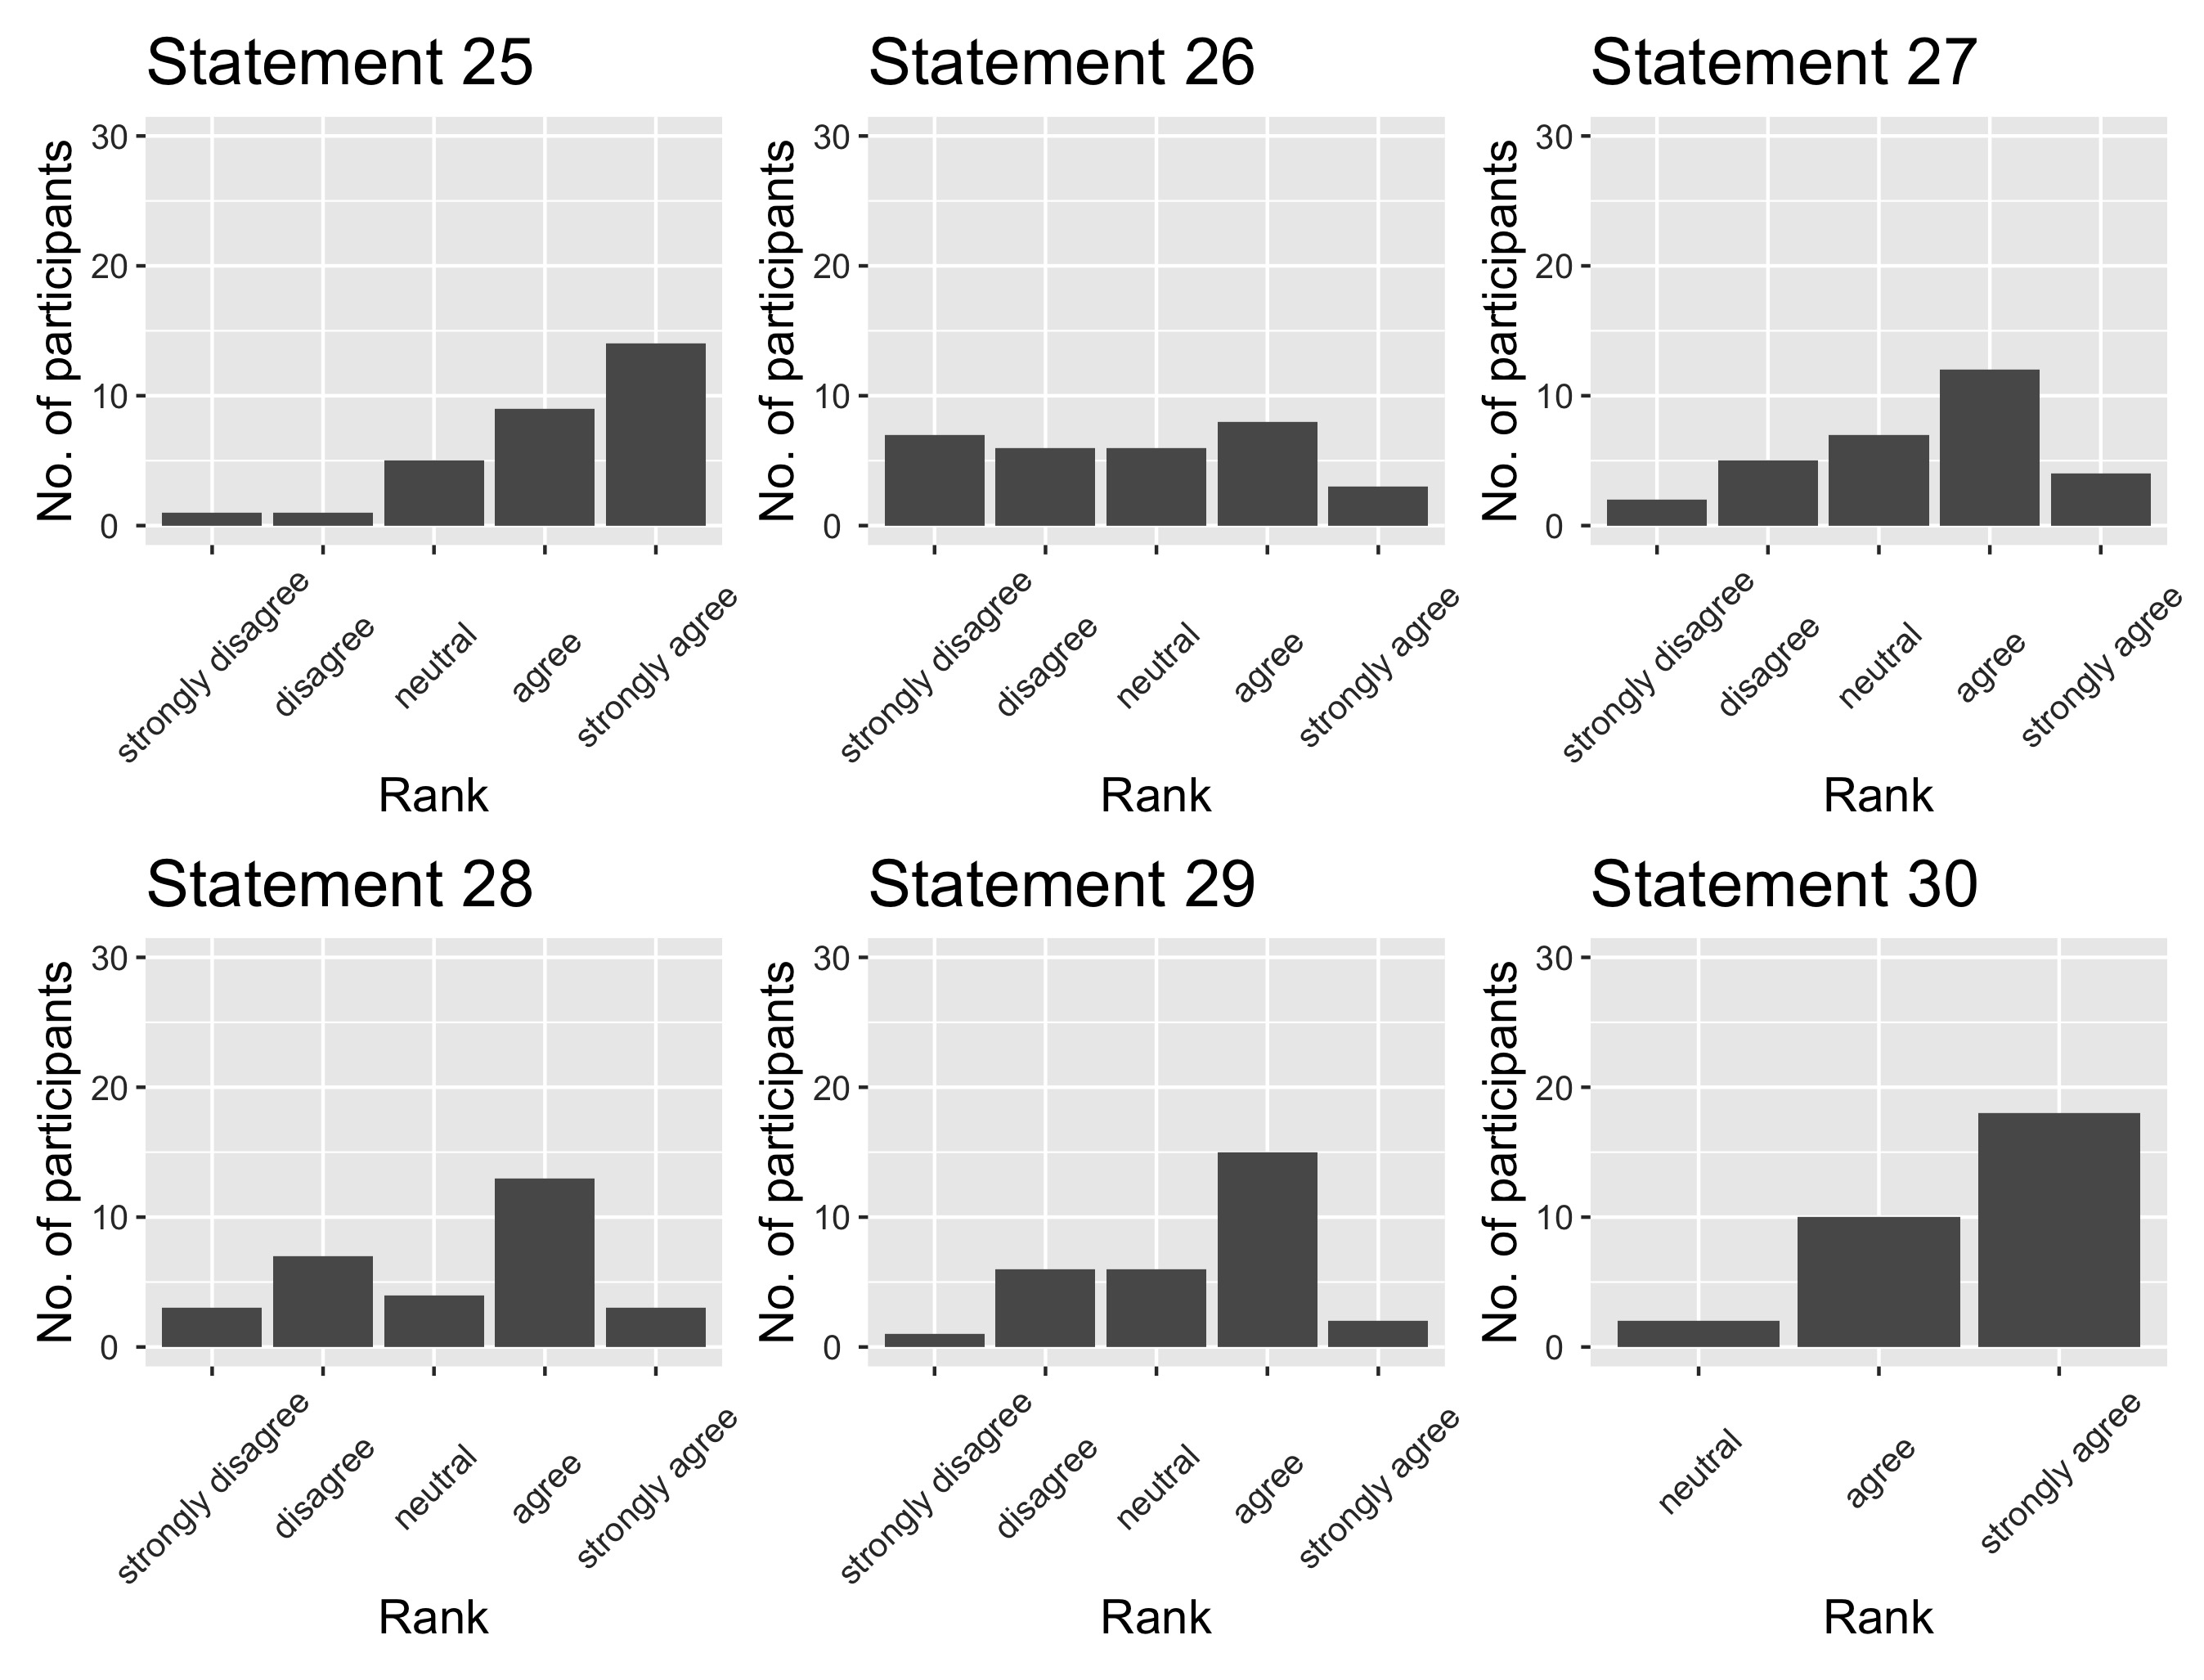 Statement 25
No. of participants
30
20
10
0
strongly disagree
disagree
neutral
agree
strongly agree
Rank
Statement 26
No. of participants
30
20
10
0
strongly disagree
disagree
neutral
agree
strongly agree
Rank
Statement 27
No. of participants
30
20
10
0
strongly disagree
disagree
neutral
agree
strongly agree
Rank
Statement 28
No. of participants
30
20
10
0
strongly disagree
disagree
neutral
agree
strongly agree
Rank
Statement 29
No. of participants
30
20
10
0
strongly disagree
disagree
neutral
agree
strongly agree
Rank
Statement 30
No. of participants
30
20
10
0
neutral
agree
strongly agree
Rank